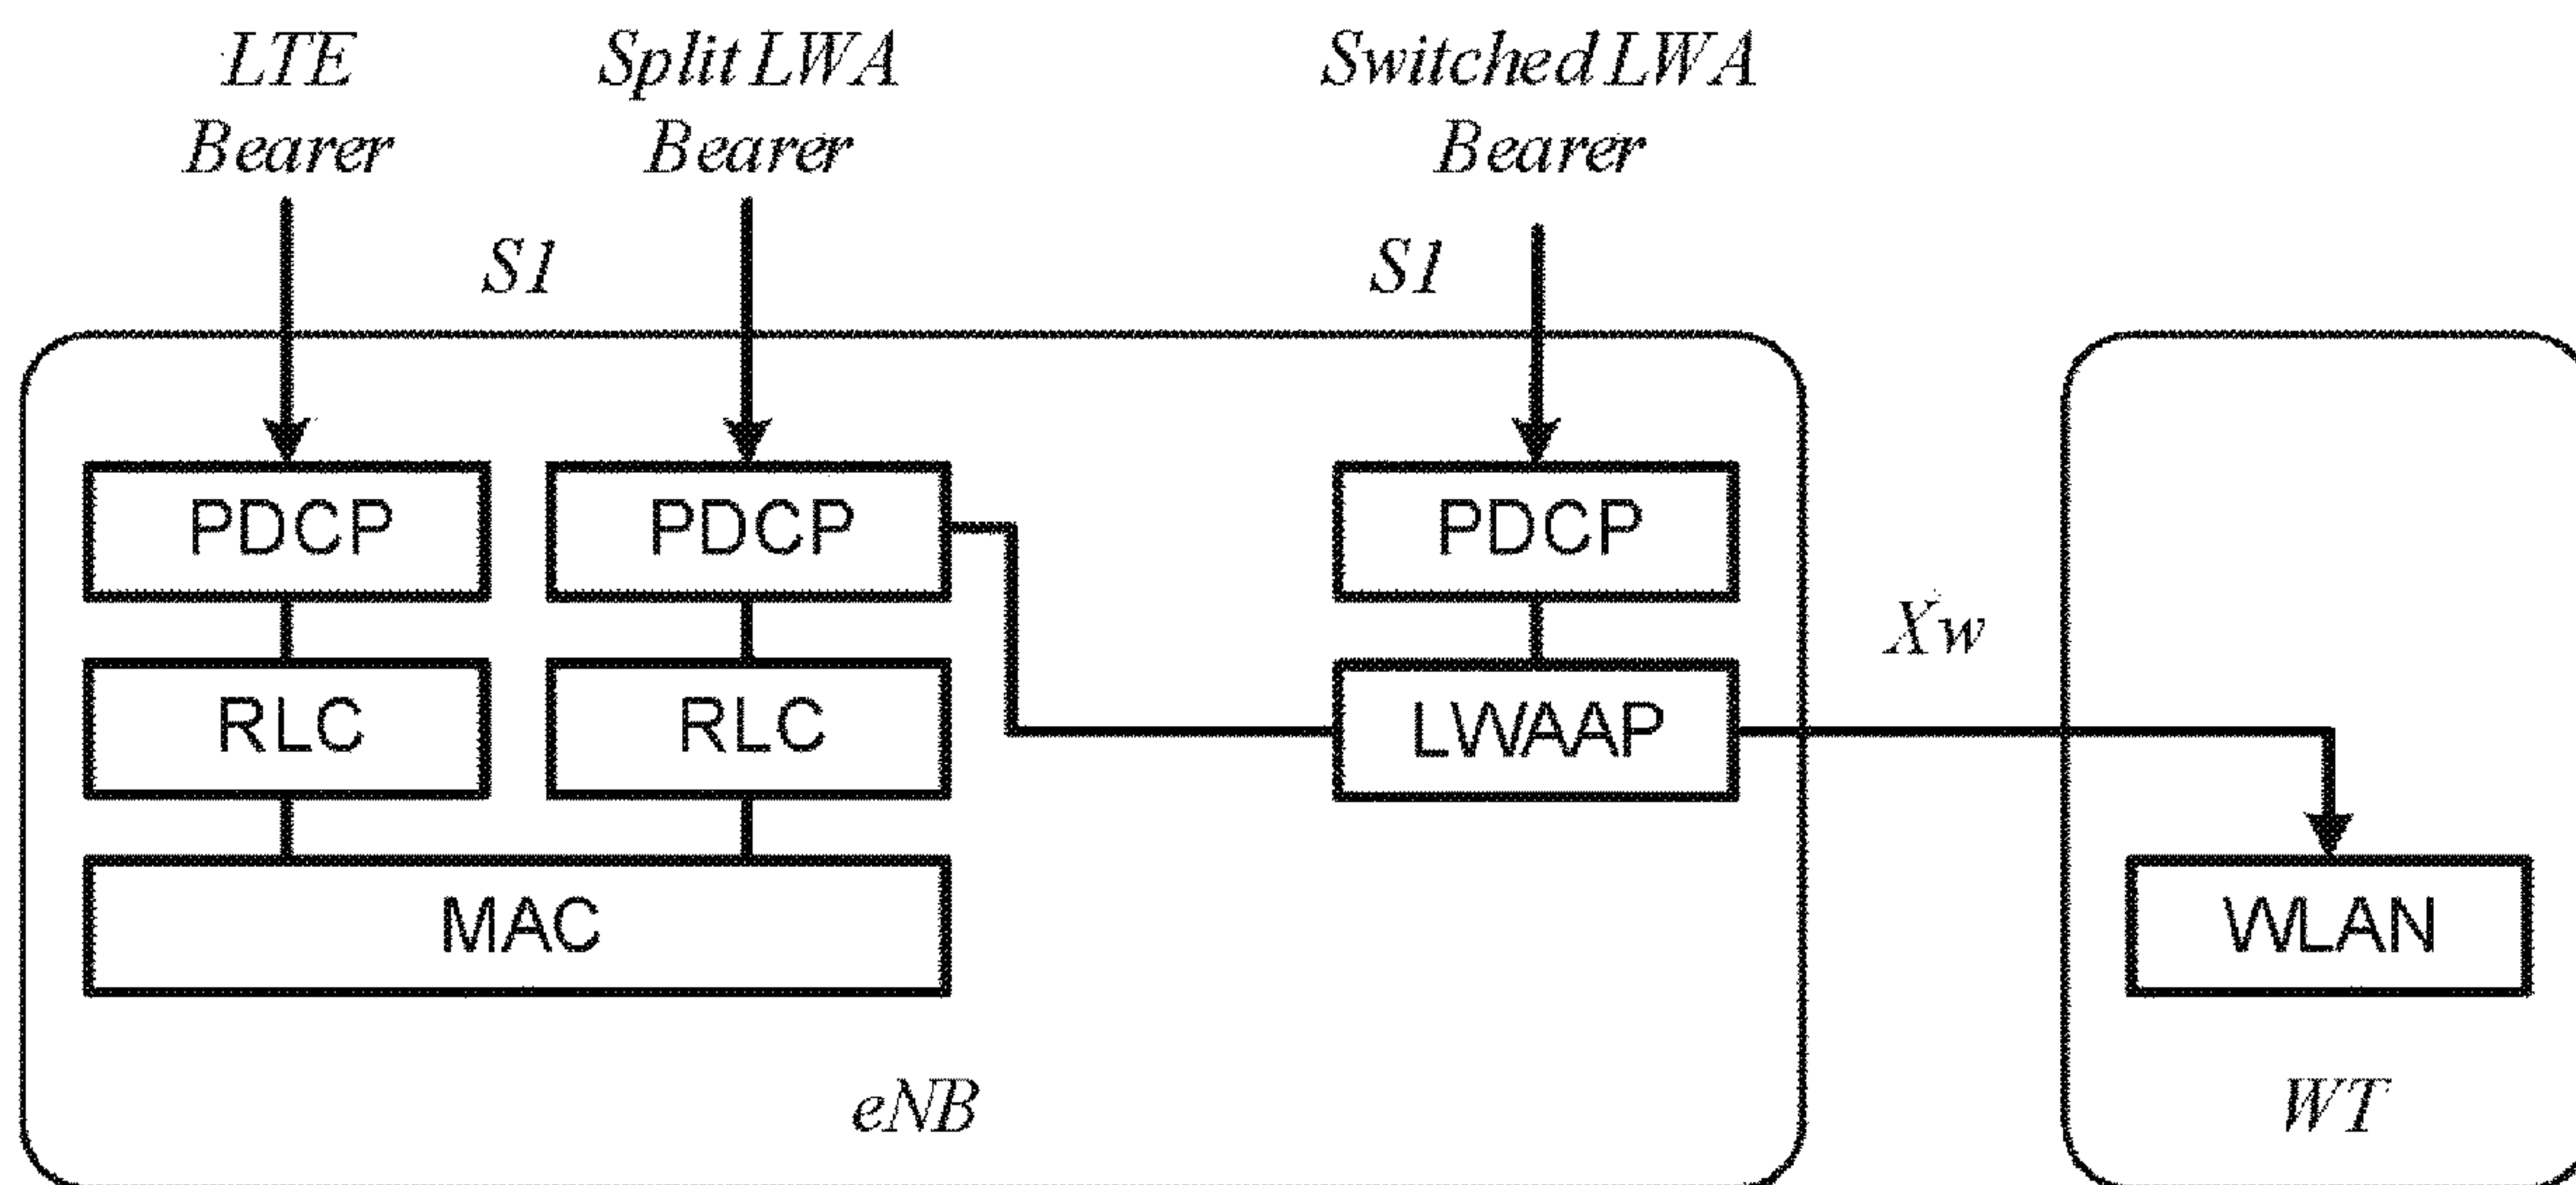 LTE
Bearer
Split LWA
Bearer
Switched LWA
Bearer
S1
S1
PDCP
PDCP
PDCP
Xw
RLC
RLC
LWAAP
MAC
WLAN
eNB
WT